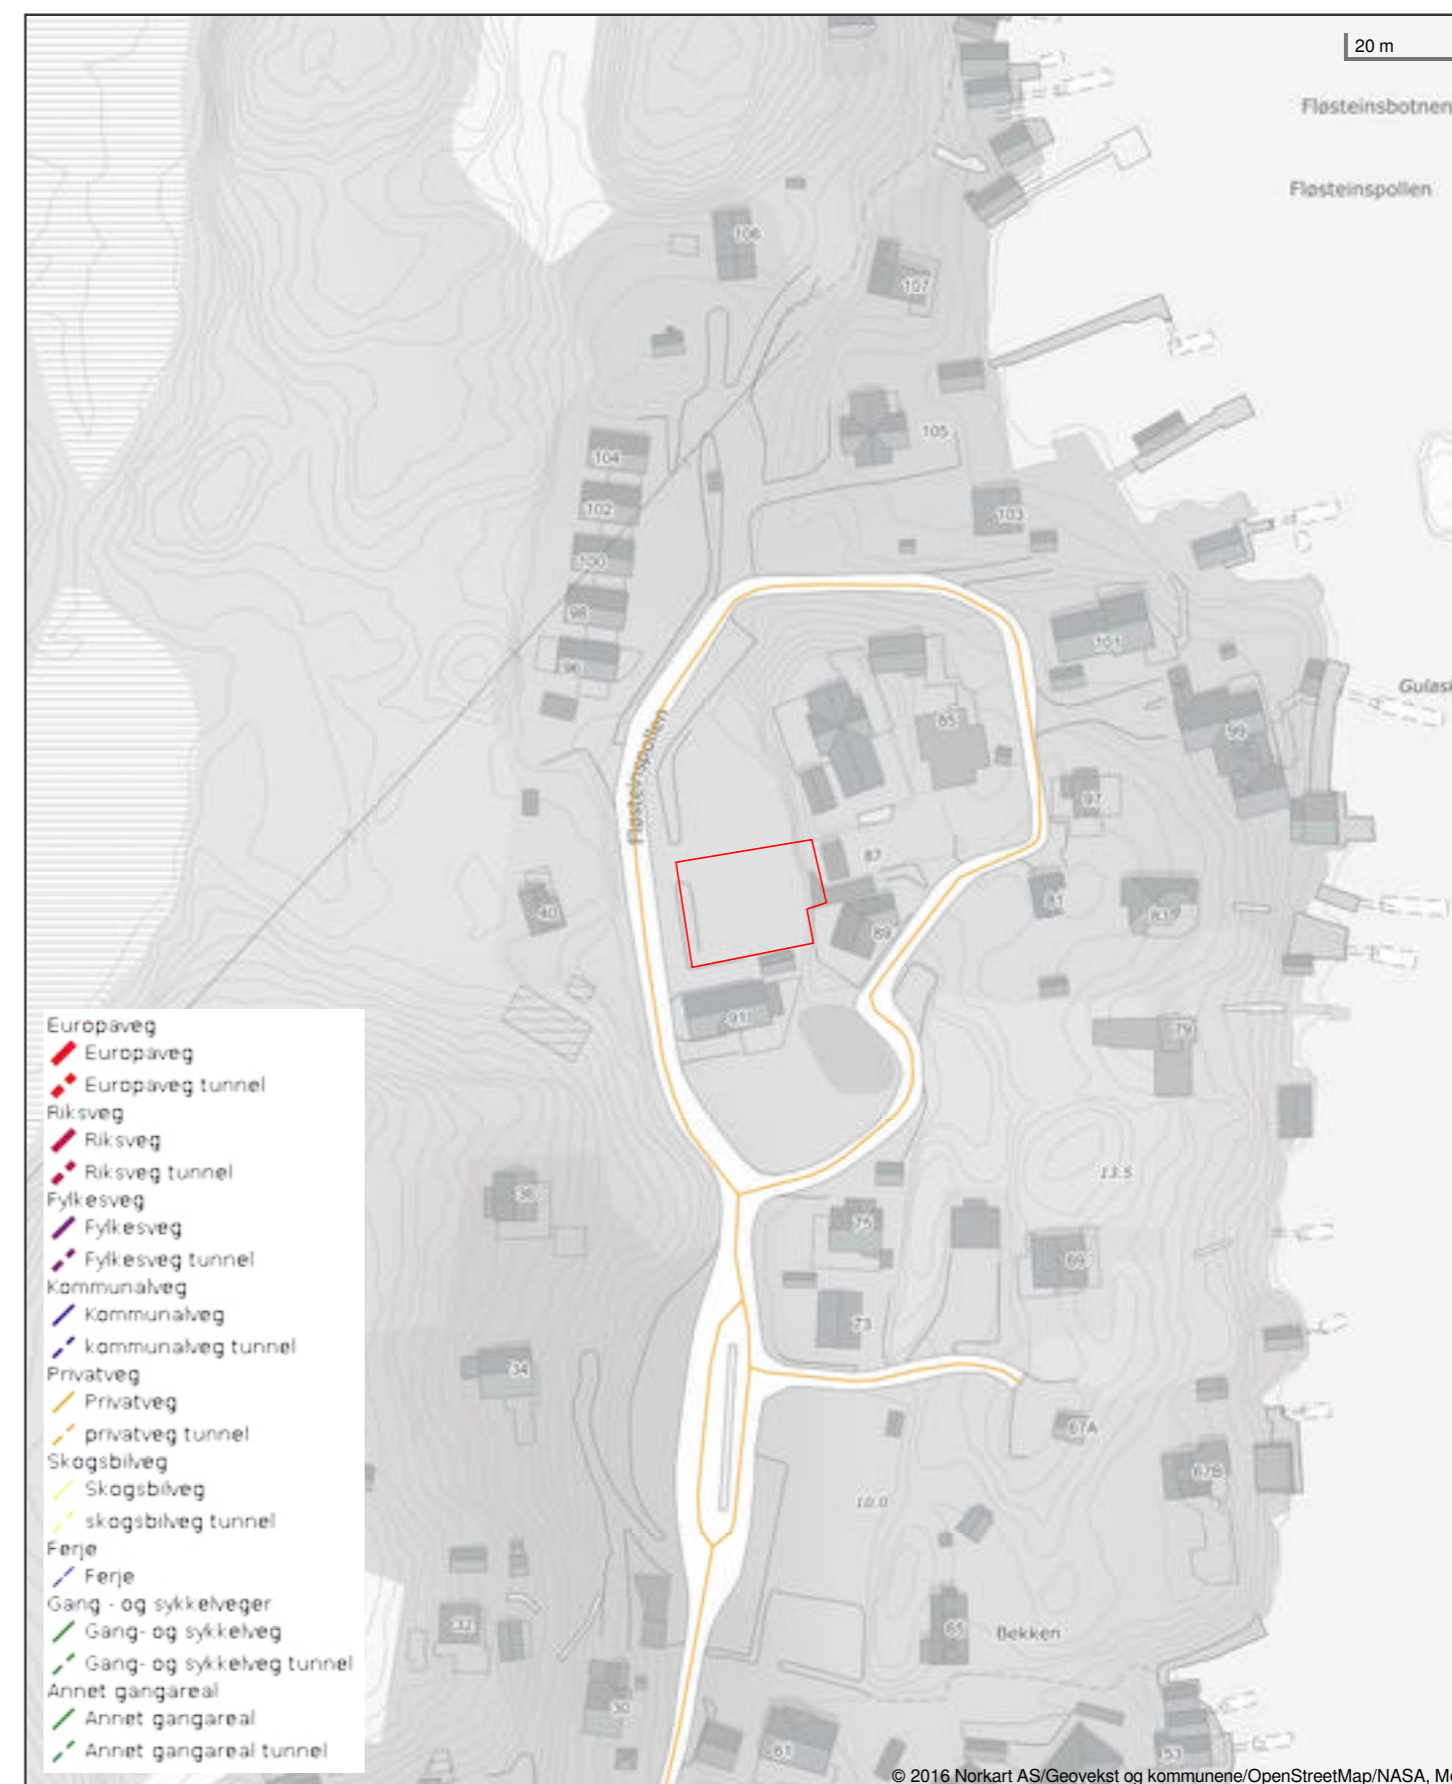 20 m
Fløsteinsbotnen
Fløsteinspollen
106
107
105
104
102
103
100
98
101
96
Gulask
85
99
Fløsteinspollen
97
87
81
83
40
89
91
79
Europaveg
Europaveg
Europaveg tunnel
Riksveg
Riksveg
Riksveg tunnel
Fylkesveg
Fylkesveg
Fylkesveg tunnel
Kommunalveg
Kommunalveg
kommunalveg tunnel
Privatveg
Privatveg
privatveg tunnel
Skogsbilveg
Skogsbilveg
skogsbilveg tunnel
Ferje
Ferje
Gang - og sykkelveger
Gang- og sykkelveg
Gang- og sykkelveg tunnel
Annet gangareal
Annet gangareal
Annet gangareal tunnel
13.5
36
75
69
73
34
67A
67B
10.0
32
65
Bekken
30
61
53
© 2016 Norkart AS/Geovekst og kommunene/OpenStreetMap/NASA, M